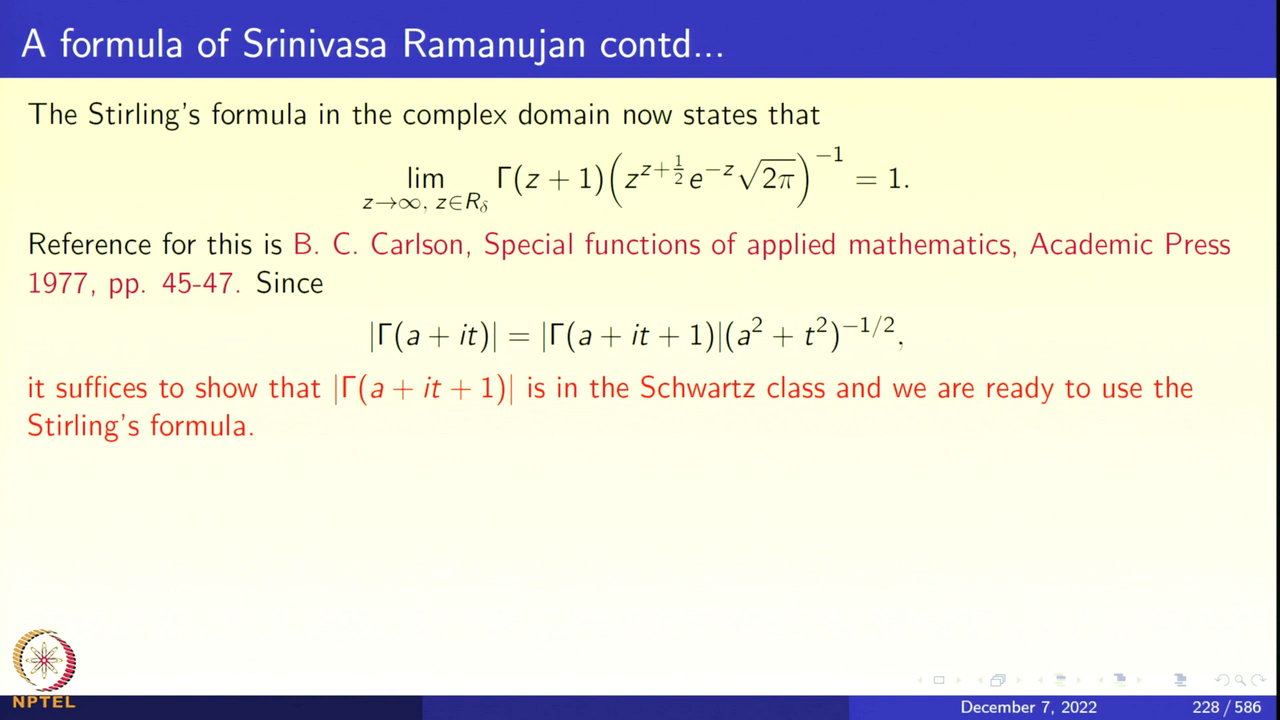 A formula of Srinivasa Ramanujan contd...
The Stirling's formula in the complex domain now states that
lim_{z→∞, z∈R_δ} Γ(z + 1)(z^{z+\frac{1}{2}} e^{−z} √{2π})^{−1} = 1.
Reference for this is B. C. Carlson, Special functions of applied mathematics, Academic Press
1977, pp. 45-47. Since
|Γ(a + it)| = |Γ(a + it + 1)|(a² + t²)^{−1/2},
it suffices to show that |Γ(a + it + 1)| is in the Schwartz class and we are ready to use the
Stirling's formula.
NPTEL
December 7, 2022 228 / 586